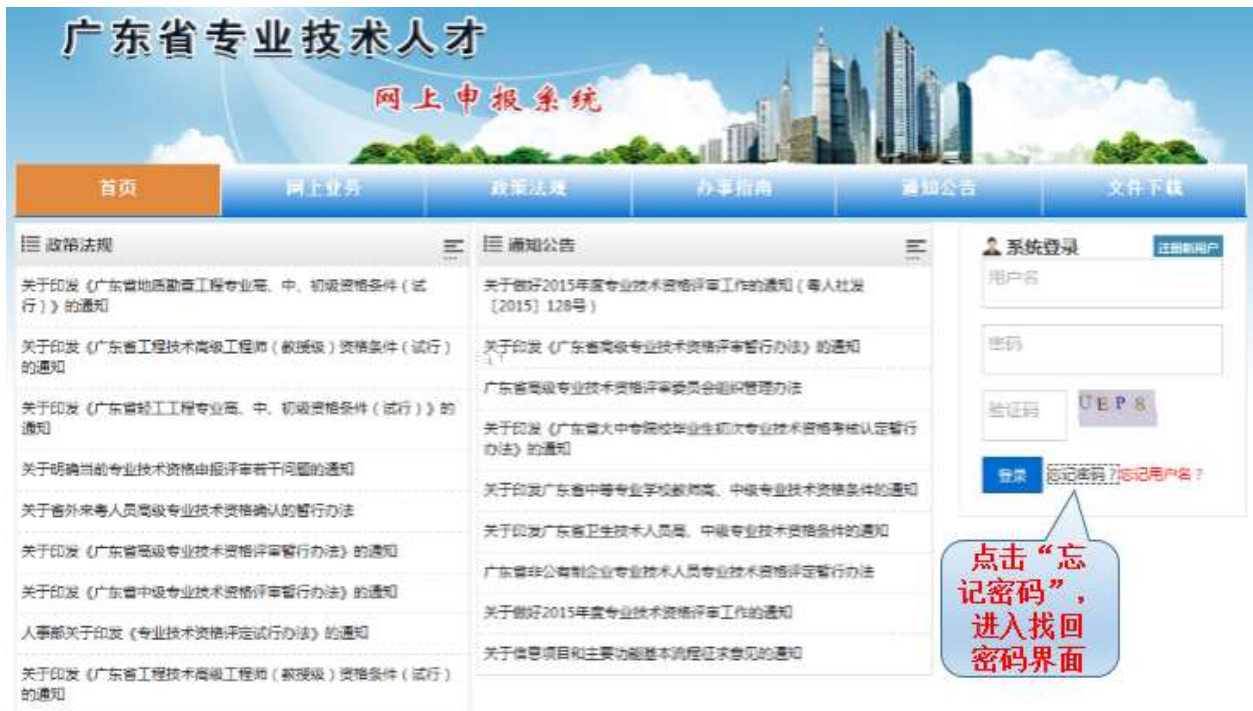 广东省专业技术人才
网上申报系统
首页
网上业务
政策法规
办事指南
通知公告
文件下载
政策法规
关于印发《广东省地质勘查工程专业高、中、初级资格条件（试
行）》的通知
关于印发《广东省工程技术高级工程师（教授级）资格条件（试行）
的通知
关于印发《广东省轻工工程专业高、中、初级资格条件（试行）》的
通知
关于明确当前专业技术资格申报评审若干问题的通知
关于省外来粤人员高级专业技术资格确认的暂行办法
关于印发《广东省高级专业技术资格评审暂行办法》的通知
关于印发《广东省中级专业技术资格评审暂行办法》的通知
人事部关于印发《专业技术资格评定试行办法》的通知
关于印发《广东省工程技术高级工程师（教授级）资格条件（试行）
的通知
通知公告
关于做好2015年度专业技术资格评审工作的通知（粤人社发
〔2015〕128号）
关于印发《广东省高级专业技术资格评审暂行办法》的通知
广东省高级专业技术资格评审委员会组织管理办法
关于印发《广东省大中专院校毕业生初次专业技术资格考核认定暂行
办法》的通知
关于印发广东省中等专业学校教师高、中级专业技术资格条件的通知
关于印发广东省卫生技术人员高、中级专业技术资格条件的通知
广东省非公有制企业专业技术人员专业技术资格评定暂行办法
关于做好2015年度专业技术资格评审工作的通知
关于信息项目和主要功能基本流程征求意见的通知
系统登录
注册新用户
用户名
密码
验证码
UEP8
登录
忘记密码？忘记用户名？
点击“忘
记密码”，
进入找回
密码界面